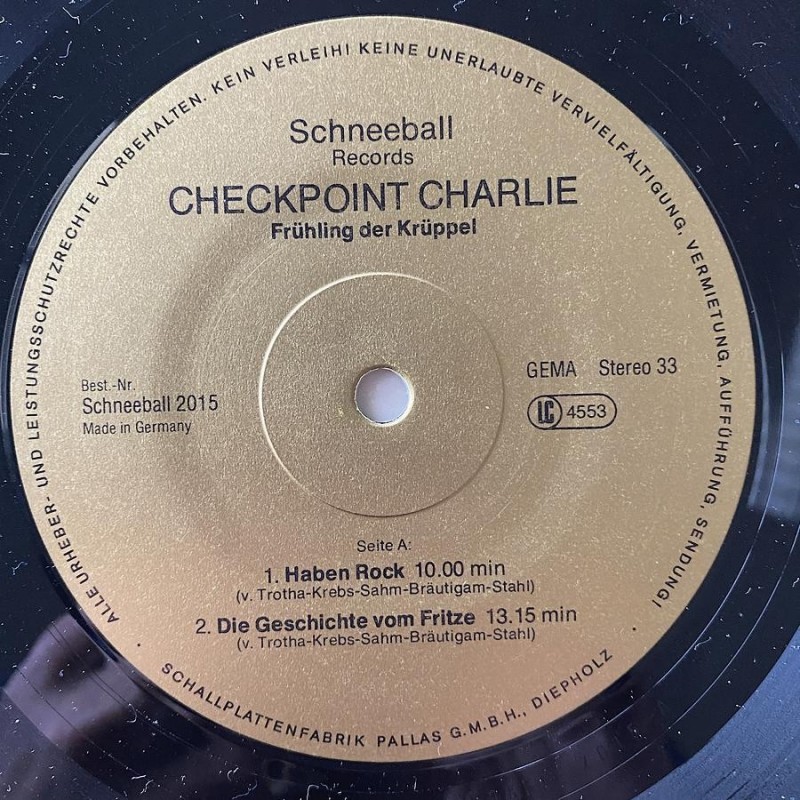 ALLE URHEBER- UND LEISTUNGSSCHUTZRECHTE VORBEHALTEN. KEIN VERLEIH! KEINE UNERLAUBTE VERVIELFÄLTIGUNG, VERMIETUNG, AUFFÜHRUNG, SENDUNG!
Schneeball
Records
CHECKPOINT CHARLIE
Frühling der Krüppel
Best.-Nr.
Schneeball 2015
Made in Germany
GEMA Stereo 33
LC 4553
Seite A:
1. Haben Rock 10.00 min
(v. Trotha-Krebs-Sahm-Bräutigam-Stahl)
2. Die Geschichte vom Fritze 13.15 min
(v. Trotha-Krebs-Sahm-Bräutigam-Stahl)
· SCHALLPLATTENFABRIK PALLAS G.M.B.H., DIEPHOLZ ·